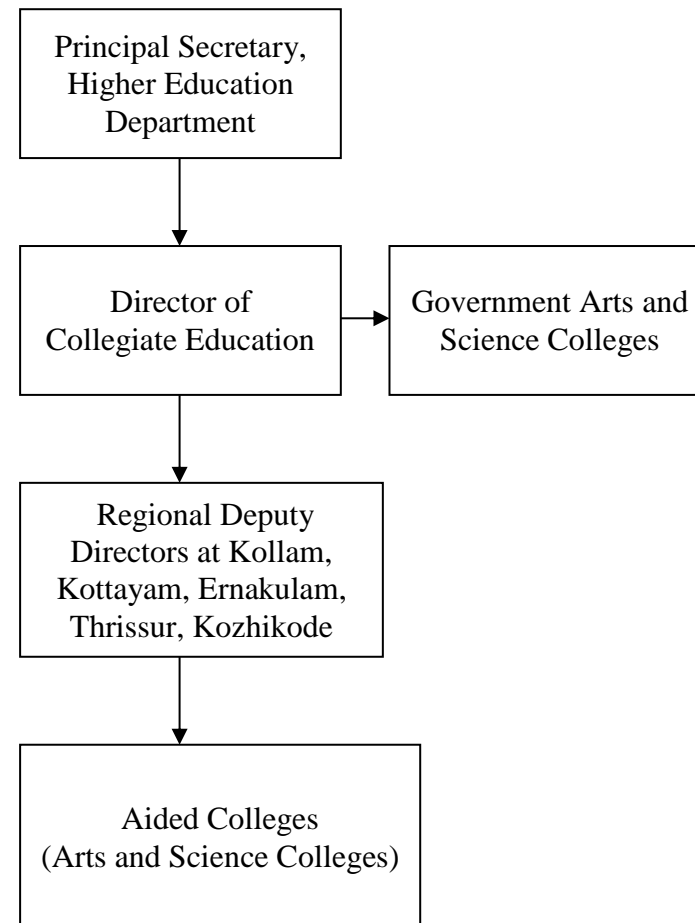 Principal Secretary,
Higher Education
Department
Director of
Collegiate Education
Government Arts and
Science Colleges
Regional Deputy
Directors at Kollam,
Kottayam, Ernakulam,
Thrissur, Kozhikode
Aided Colleges
(Arts and Science Colleges)